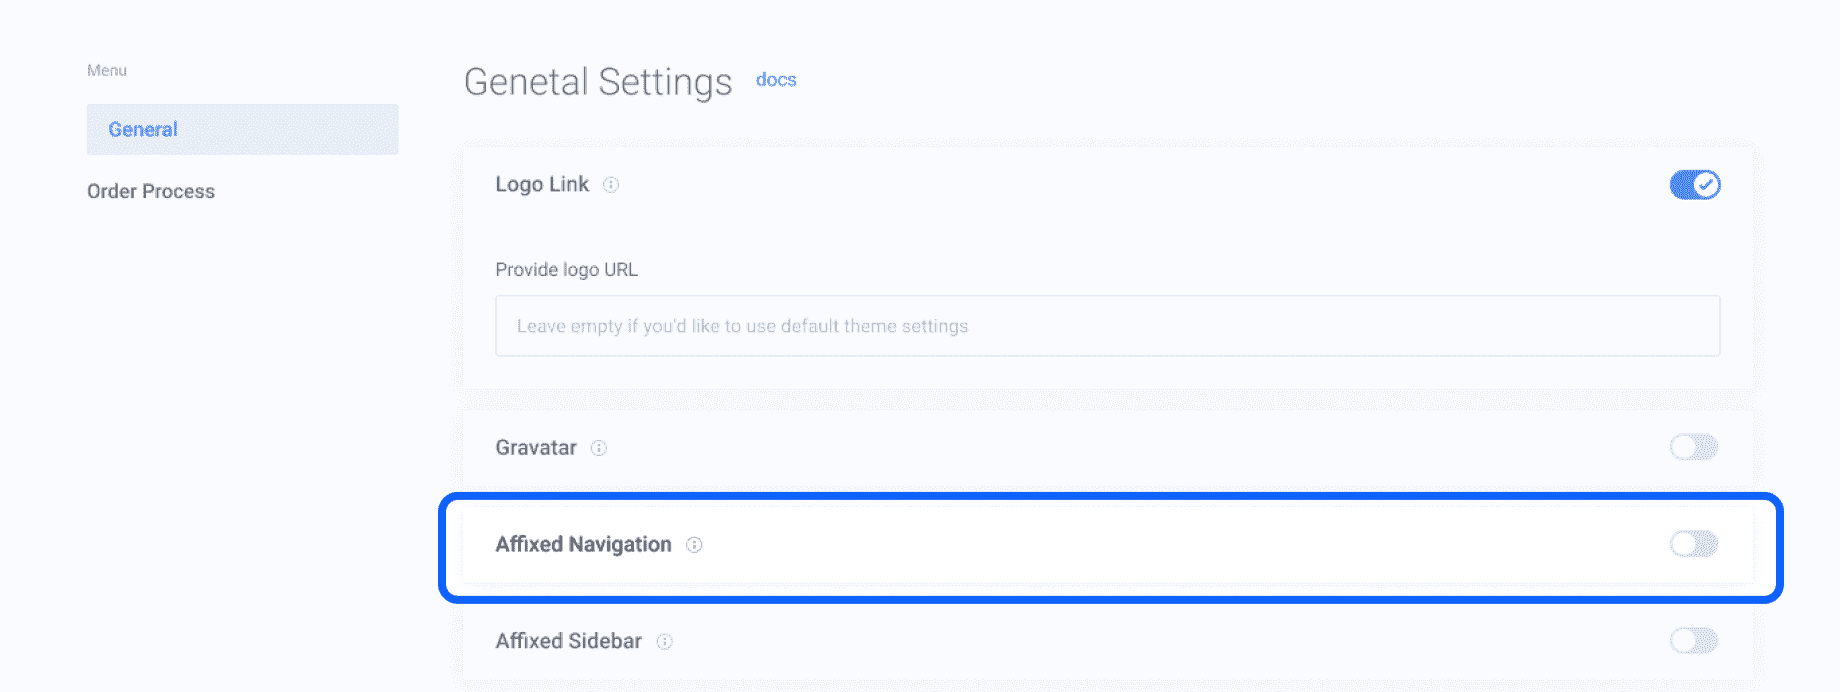 Menu
General
Order Process
Genetal Settings docs
Logo Link
Provide logo URL
Leave empty if you'd like to use default theme settings
Gravatar
Affixed Navigation
Affixed Sidebar